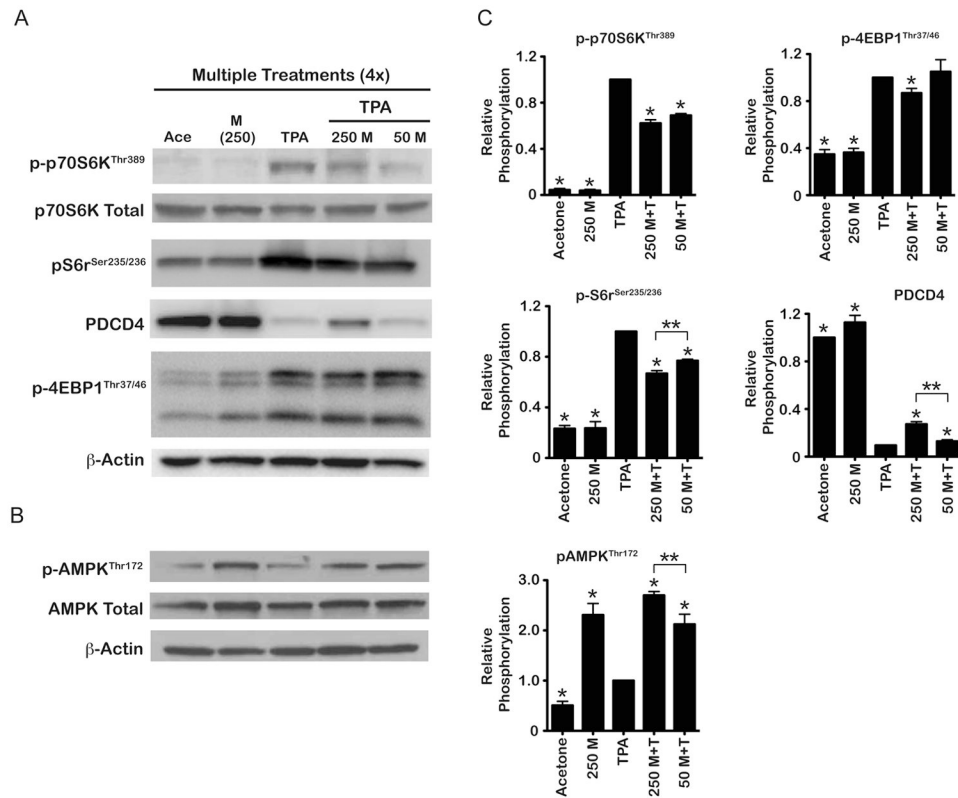 A
Multiple Treatments (4x)
TPA
Ace M (250) TPA 250 M 50 M
p-p70S6K^Thr389
p70S6K Total
pS6r^Ser235/236
PDCD4
p-4EBP1^Thr37/46
β-Actin
B
p-AMPK^Thr172
AMPK Total
β-Actin
C
p-p70S6K^Thr389
Relative Phosphorylation
1.2
0.8
0.4
0
* * * *
Acetone 250 M TPA 250 M+T 50 M+T
p-4EBP1^Thr37/46
Relative Phosphorylation
1.2
0.8
0.4
0
* * *
Acetone 250 M TPA 250 M+T 50 M+T
p-S6r^Ser235/236
Relative Phosphorylation
1.2
0.8
0.4
0
**
* * * *
Acetone 250 M TPA 250 M+T 50 M+T
PDCD4
Relative Phosphorylation
1.2
0.8
0.4
0
**
* * * *
Acetone 250 M TPA 250 M+T 50 M+T
pAMPK^Thr172
Relative Phosphorylation
3.0
2.0
1.0
0
**
* * * *
Acetone 250 M TPA 250 M+T 50 M+T